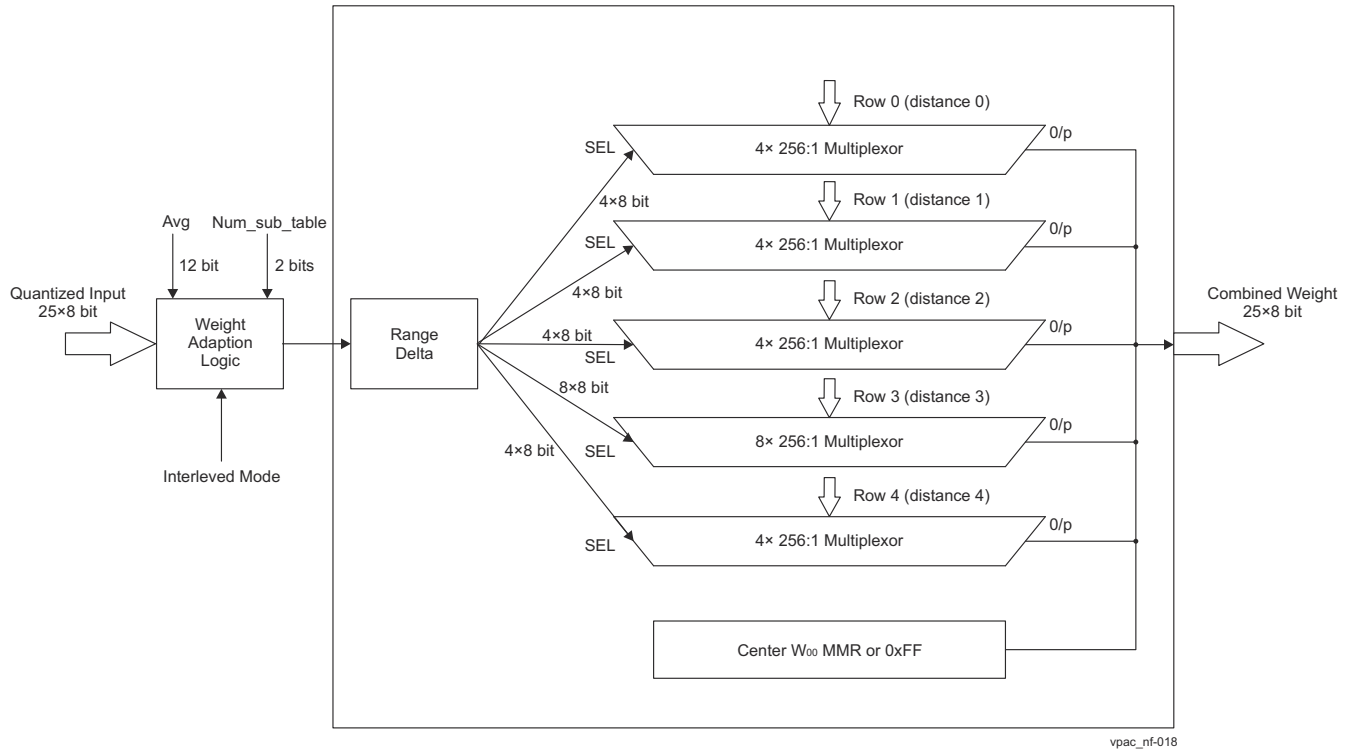 Row 0 (distance 0)
0/p
SEL
4× 256:1 Multiplexor
4×8 bit
Row 1 (distance 1)
0/p
SEL
4× 256:1 Multiplexor
4×8 bit
Avg
Num_sub_table
12 bit
2 bits
Quantized Input
25×8 bit
Weight
Adaption
Logic
Range
Delta
Row 2 (distance 2)
0/p
4×8 bit
SEL
4× 256:1 Multiplexor
Combined Weight
25×8 bit
8×8 bit
Row 3 (distance 3)
0/p
SEL
8× 256:1 Multiplexor
4×8 bit
Interleved Mode
Row 4 (distance 4)
0/p
SEL
4× 256:1 Multiplexor
Center W00 MMR or 0xFF
vpac_nf-018